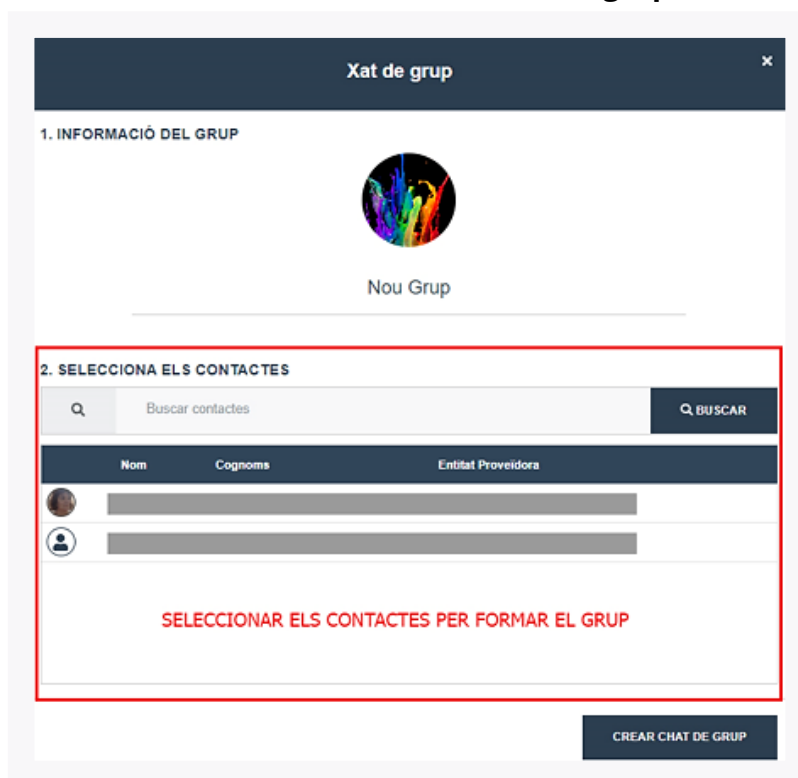 Xat de grup ×
1. INFORMACIÓ DEL GRUP
Nou Grup
2. SELECCIONA ELS CONTACTES
Buscar contactes BUSCAR
Nom Cognoms Entitat Proveïdora
SELECCIONAR ELS CONTACTES PER FORMAR EL GRUP
CREAR CHAT DE GRUP